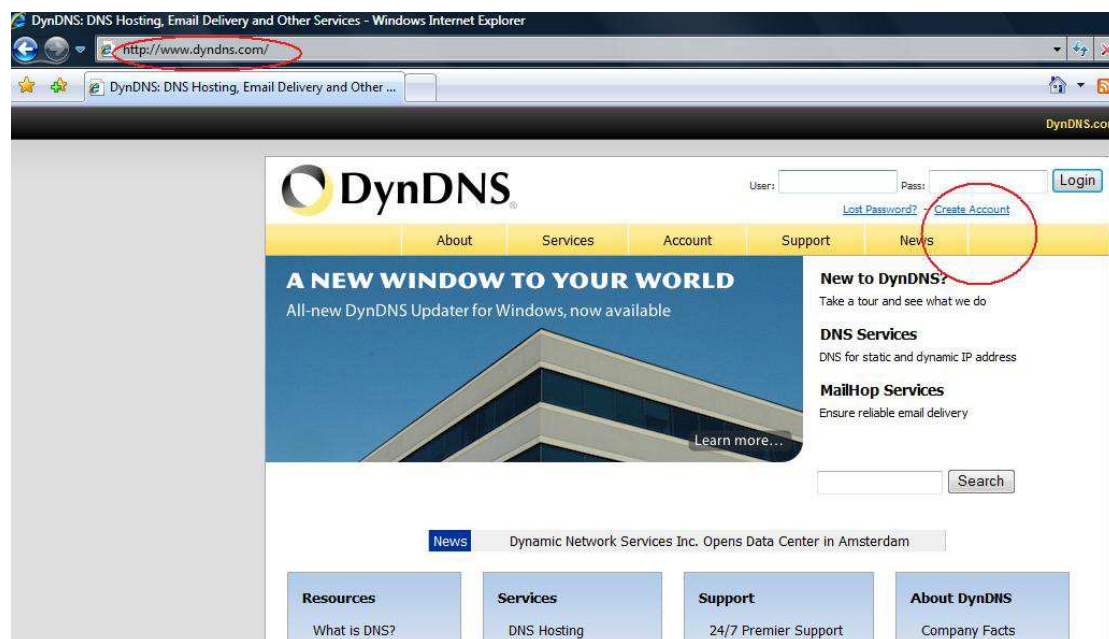 DynDNS: DNS Hosting, Email Delivery and Other Services - Windows Internet Explorer
http://www.dyndns.com/
DynDNS: DNS Hosting, Email Delivery and Other ...
DynDNS.co
DynDNS
User: Pass: Login
Lost Password? - Create Account
About Services Account Support News
A NEW WINDOW TO YOUR WORLD
All-new DynDNS Updater for Windows, now available
Learn more...
New to DynDNS?
Take a tour and see what we do
DNS Services
DNS for static and dynamic IP address
MailHop Services
Ensure reliable email delivery
Search
News Dynamic Network Services Inc. Opens Data Center in Amsterdam
Resources Services Support About DynDNS
What is DNS? DNS Hosting 24/7 Premier Support Company Facts